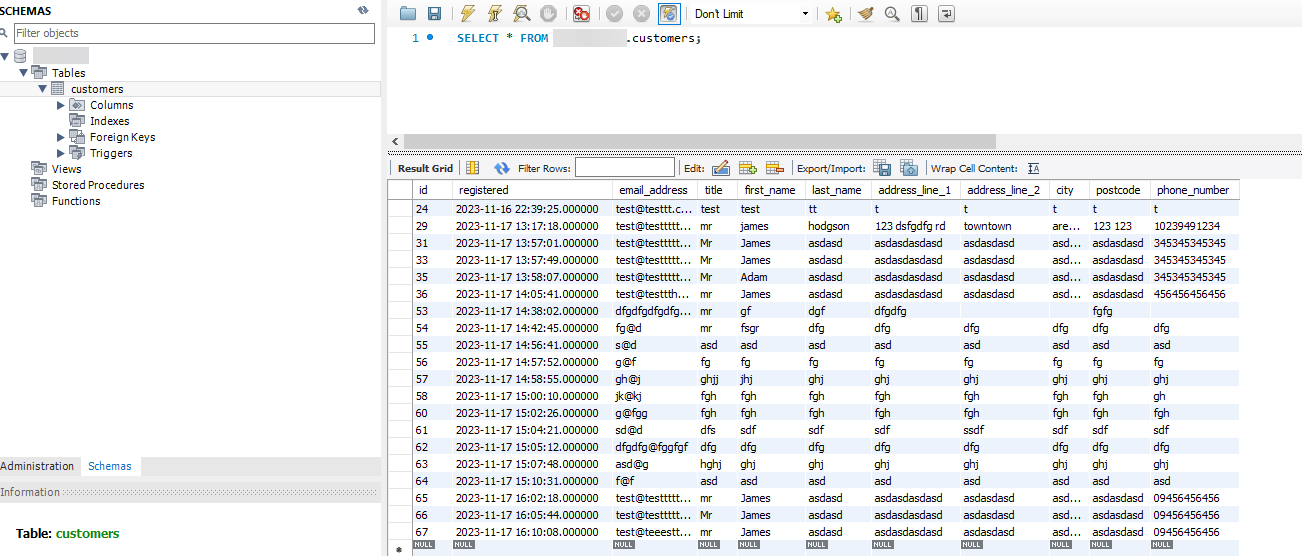 SCHEMAS
Filter objects
Tables
customers
Columns
Indexes
Foreign Keys
Triggers
Views
Stored Procedures
Functions
Administration Schemas
Information
Table: customers
Don't Limit
1 SELECT * FROM .customers;
Result Grid Filter Rows: Edit: Export/Import: Wrap Cell Content:
id registered email_address title first_name last_name address_line_1 address_line_2 city postcode phone_number
24 2023-11-16 22:39:25.000000 test@testtt.c... test test tt t t t t t
29 2023-11-17 13:17:18.000000 test@testtttt... mr james hodgson 123 dsfgdfg rd towntown are... 123 123 10239491234
31 2023-11-17 13:57:01.000000 test@testtttt... Mr James asdasd asdasdasdasd asdasdasd asd... asdasdasd 345345345345
33 2023-11-17 13:57:49.000000 test@testtttt... Mr James asdasd asdasdasdasd asdasdasd asd... asdasdasd 345345345345
35 2023-11-17 13:58:07.000000 test@testtttt... Mr Adam asdasd asdasdasdasd asdasdasd asd... asdasdasd 345345345345
36 2023-11-17 14:05:41.000000 test@testtth... mr James asdasd asdasdasdasd asdasdasd asd... asdasdasd 456456456456
53 2023-11-17 14:38:02.000000 dfgdfgdfgdfg... mr gf dgf dfgdfg fgfg
54 2023-11-17 14:42:45.000000 fg@d mr fsgr dfg dfg dfg dfg dfg dfg
55 2023-11-17 14:56:41.000000 s@d asd asd asd asd asd asd asd asd
56 2023-11-17 14:57:52.000000 g@f fg fg fg fg fg fg fg fg
57 2023-11-17 14:58:55.000000 gh@j ghjj jhj ghj ghj ghj ghj ghj ghj
58 2023-11-17 15:00:10.000000 jk@kj fgh fgh fgh fgh fgh fgh fgh gh
60 2023-11-17 15:02:26.000000 g@fgg fgh fgh fgh fgh fgh fgh fgh fgh
61 2023-11-17 15:04:21.000000 sd@d dfs sdf sdf sdf ssdf sdf sdf sdf
62 2023-11-17 15:05:12.000000 dfgdfg@fggfgf dfg dfg dfg dfg dfg dfg dfg dfg
63 2023-11-17 15:07:48.000000 asd@g hghj ghj ghj ghj ghj ghj ghj ghj
64 2023-11-17 15:10:31.000000 f@f asd asd asd asd asd asd asd asd
65 2023-11-17 16:02:18.000000 test@testtttt... mr James asdasd asdasdasdasd asdasdasd asd... asdasdasd 09456456456
66 2023-11-17 16:05:44.000000 test@testtttt... Mr James asdasd asdasdasdasd asdasdasd asd... asdasdasd 09456456456
67 2023-11-17 16:10:08.000000 test@teeestt... mr James asdasd asdasdasdasd asdasdasd asd... asdasdasd 09456456456
NULL NULL NULL NULL NULL NULL NULL NULL NULL NULL NULL